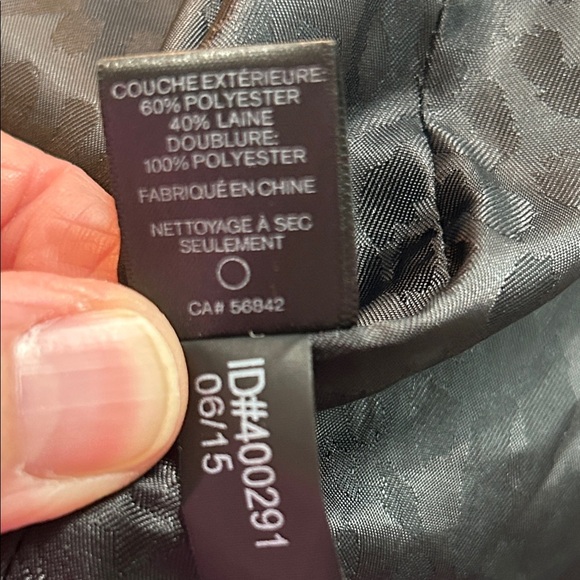 COUCHE EXTÉRIEURE:
60% POLYESTER
40% LAINE
DOUBLURE:
100% POLYESTER
FABRIQUÉ EN CHINE
NETTOYAGE À SEC
SEULEMENT
CA# 56842
ID#400291
06/15